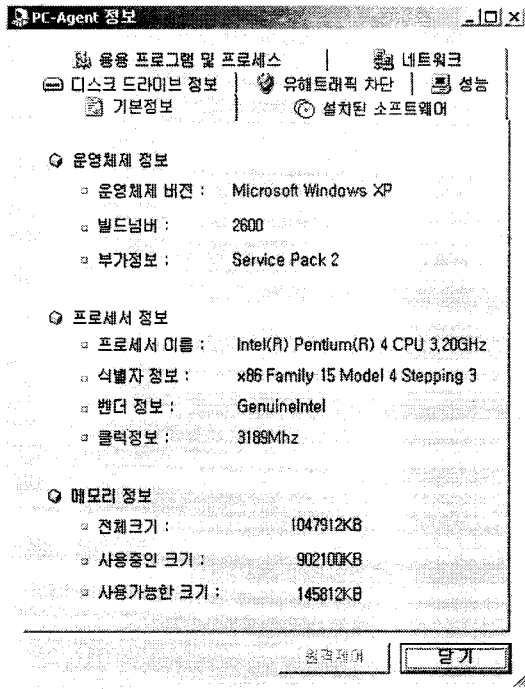 PC-Agent 정보
응용 프로그램 및 프로세스
네트워크
디스크 드라이브 정보
유해트래픽 차단
성능
기본정보
설치된 소프트웨어
운영체제 정보
운영체제 버전 : Microsoft Windows XP
빌드넘버 : 2600
부가정보 : Service Pack 2
프로세서 정보
프로세서 이름 : Intel(R) Pentium(R) 4 CPU 3,20GHz
식별자 정보 : x86 Family 15 Model 4 Stepping 3
벤더 정보 : GenuineIntel
클럭정보 : 3189Mhz
메모리 정보
전체크기 : 1047912KB
사용중인 크기 : 902100KB
사용가능한 크기 : 145812KB
원격제어
닫기